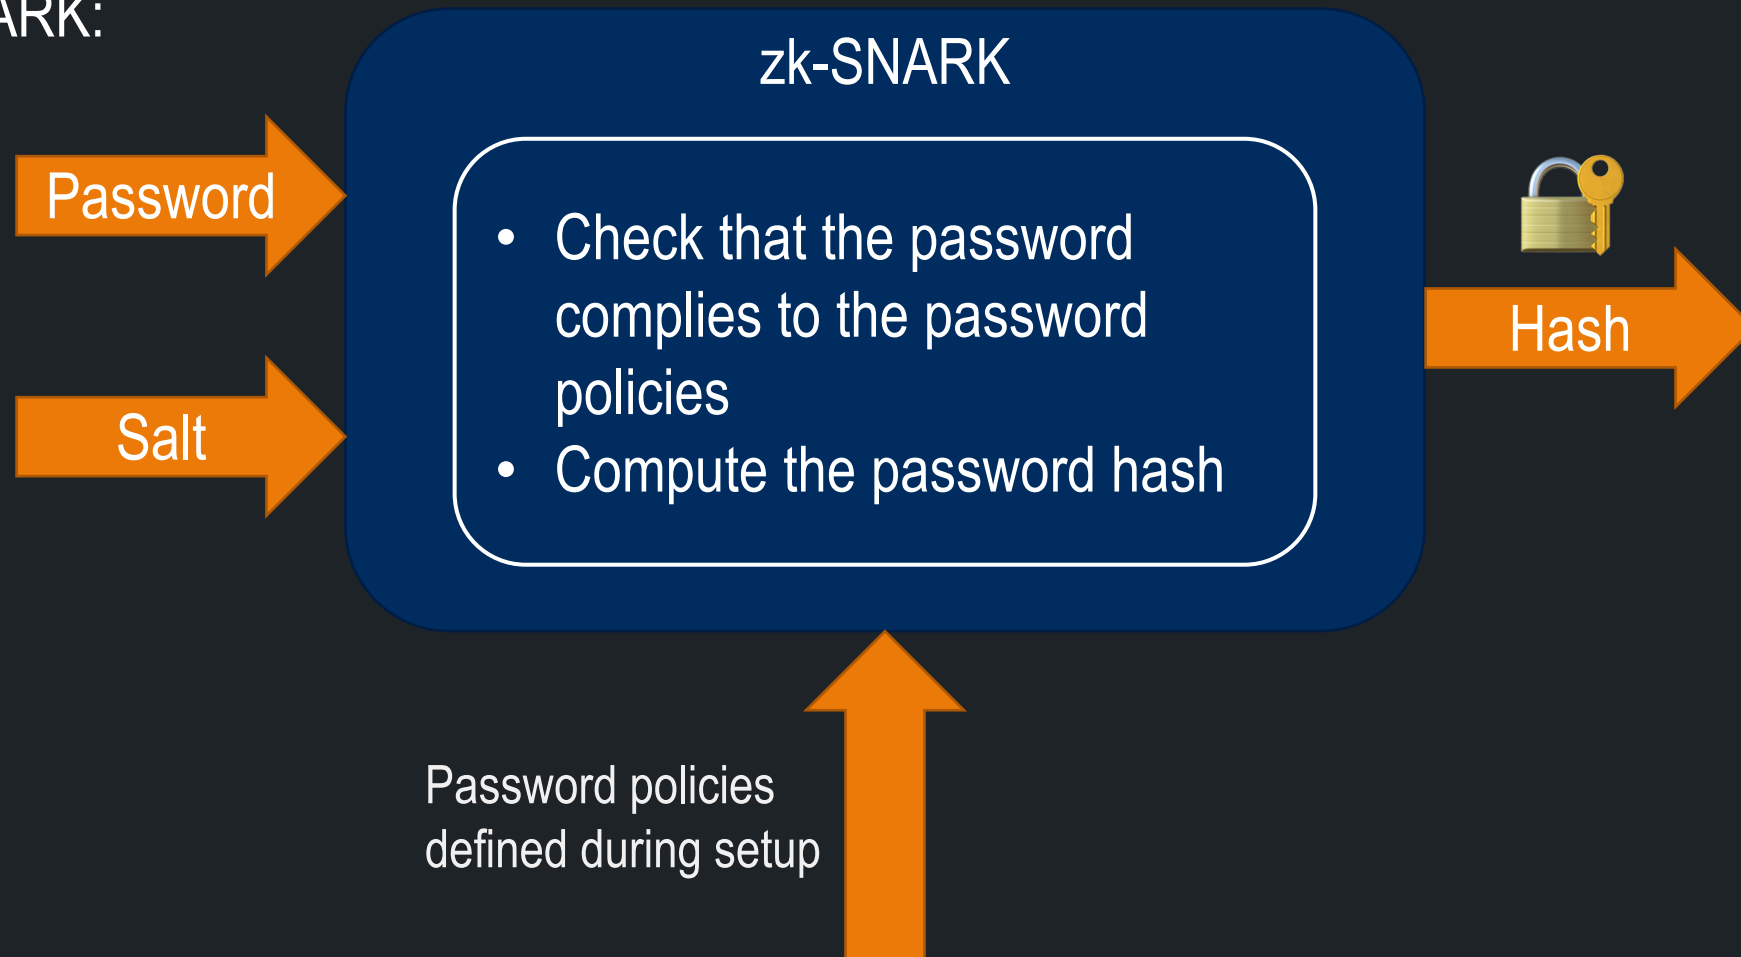 ARK:
zk-SNARK
Password
Salt
• Check that the password
complies to the password
policies
• Compute the password hash
Hash
Password policies
defined during setup